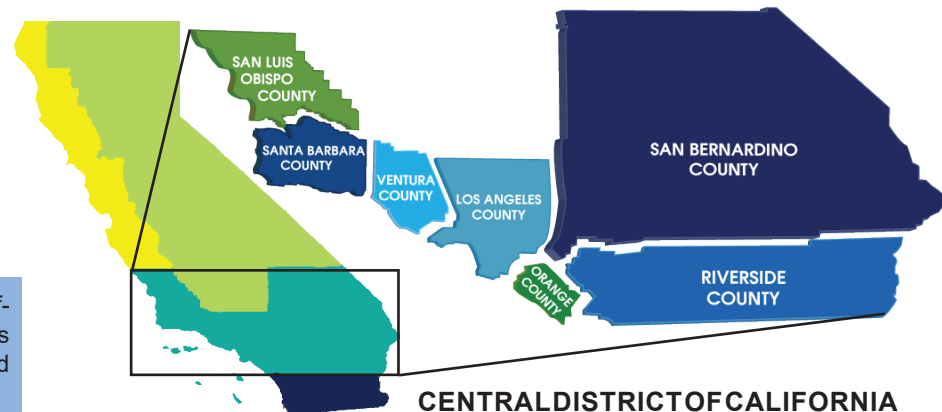 SAN LUIS
OBISPO
COUNTY
SANTA BARBARA
COUNTY
VENTURA
COUNTY
LOS ANGELES
COUNTY
SAN BERNARDINO
COUNTY
ORANGE
COUNTY
RIVERSIDE
COUNTY
f-
s
d
CENTRALDISTRICTOFCALIFORNIA